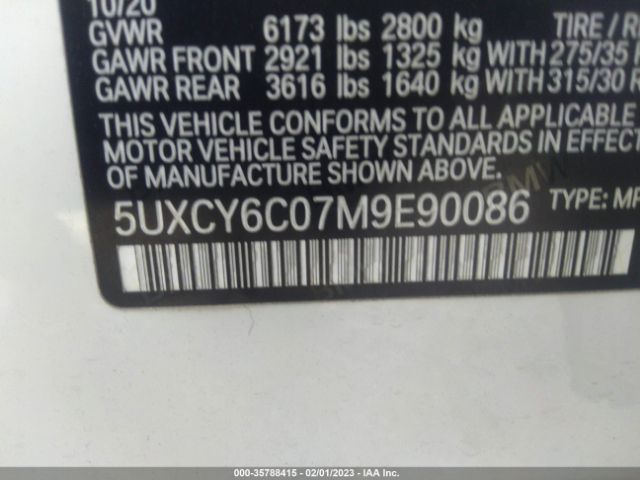 10/20
GVWR 6173 lbs 2800 kg TIRE /
GAWR FRONT 2921 lbs 1325 kg WITH 275/35
GAWR REAR 3616 lbs 1640 kg WITH 315/30
THIS VEHICLE CONFORMS TO ALL APPLICABLE
MOTOR VEHICLE SAFETY STANDARDS IN EFFECT
OF MANUFACTURE SHOWN ABOVE.
5UXCY6C07M9E90086 TYPE:
000-35788415 - 02/01/2023 - IAA Inc.